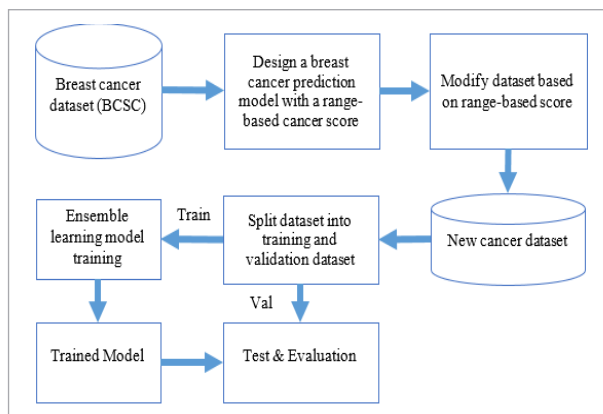 Breast cancer
dataset (BCSC)
Design a breast
cancer prediction
model with a range-
based cancer score
Modify dataset based
on range-based score
Ensemble
learning model
training
Train
Split dataset into
training and
validation dataset
New cancer dataset
Val
Trained Model
Test & Evaluation